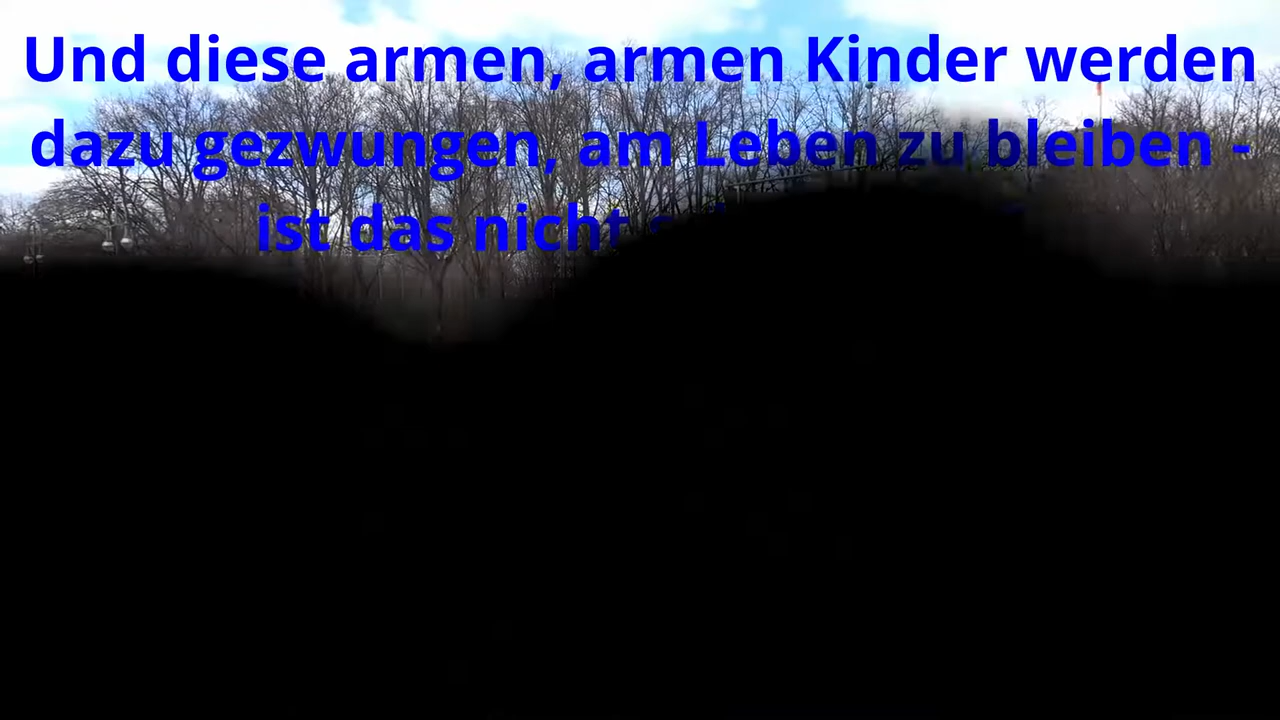 Und diese armen, armen Kinder werden
dazu gezwungen, am Leben zu bleiben -
ist das nicht